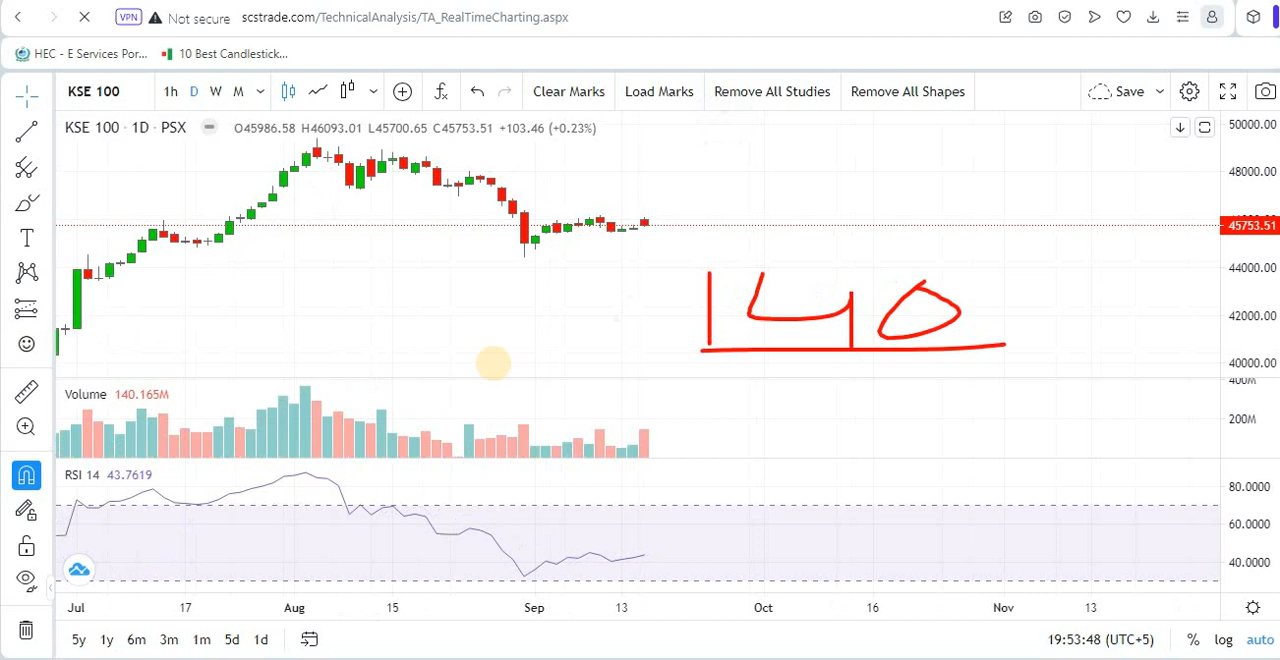 VPN Not secure scstrade.com/TechnicalAnalysis/TA_RealTimeCharting.aspx
HEC - E Services Por... 10 Best Candlestick...
KSE 100 1h D W M Clear Marks Load Marks Remove All Studies Remove All Shapes Save
KSE 100 · 1D · PSX O45986.58 H46093.01 L45700.65 C45753.51 +103.46 (+0.23%)
50000.00
48000.00
45753.51
44000.00
42000.00
40000.00
140
Volume 140.165M
400M
200M
RSI 14 43.7619
80.0000
60.0000
40.0000
Jul 17 Aug 15 Sep 13 Oct 16 Nov 13
5y 1y 6m 3m 1m 5d 1d 19:53:48 (UTC+5) % log auto